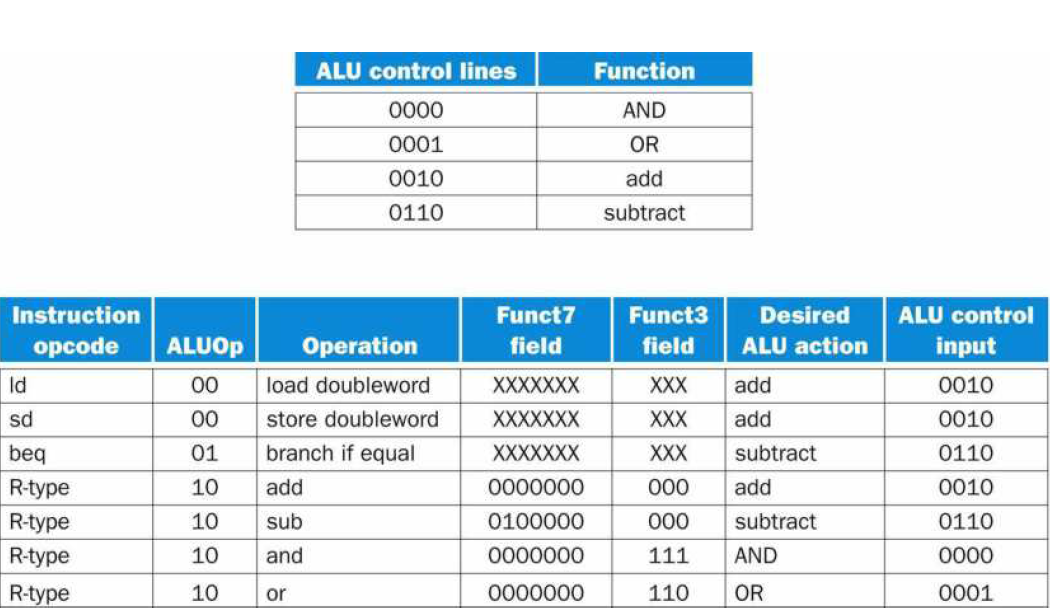 ALU control lines Function
0000 AND
0001 OR
0010 add
0110 subtract
Instruction opcode ALUOp Operation Funct7 field Funct3 field Desired ALU action ALU control input
ld 00 load doubleword XXXXXXX XXX add 0010
sd 00 store doubleword XXXXXXX XXX add 0010
beq 01 branch if equal XXXXXXX XXX subtract 0110
R-type 10 add 0000000 000 add 0010
R-type 10 sub 0100000 000 subtract 0110
R-type 10 and 0000000 111 AND 0000
R-type 10 or 0000000 110 OR 0001